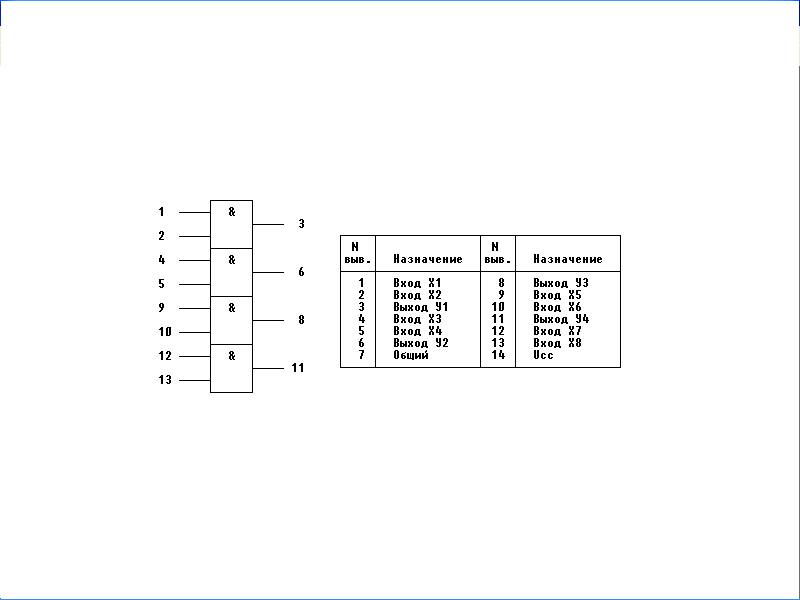 1 &
3
2
4 &
6
5
9 &
8
10
12 &
11
13
N N
выв. Назначение выв. Назначение
1 Вход X1 8 Выход У3
2 Вход X2 9 Вход X5
3 Выход У1 10 Вход X6
4 Вход X3 11 Выход У4
5 Вход X4 12 Вход X7
6 Выход У2 13 Вход X8
7 Общий 14 Ucc